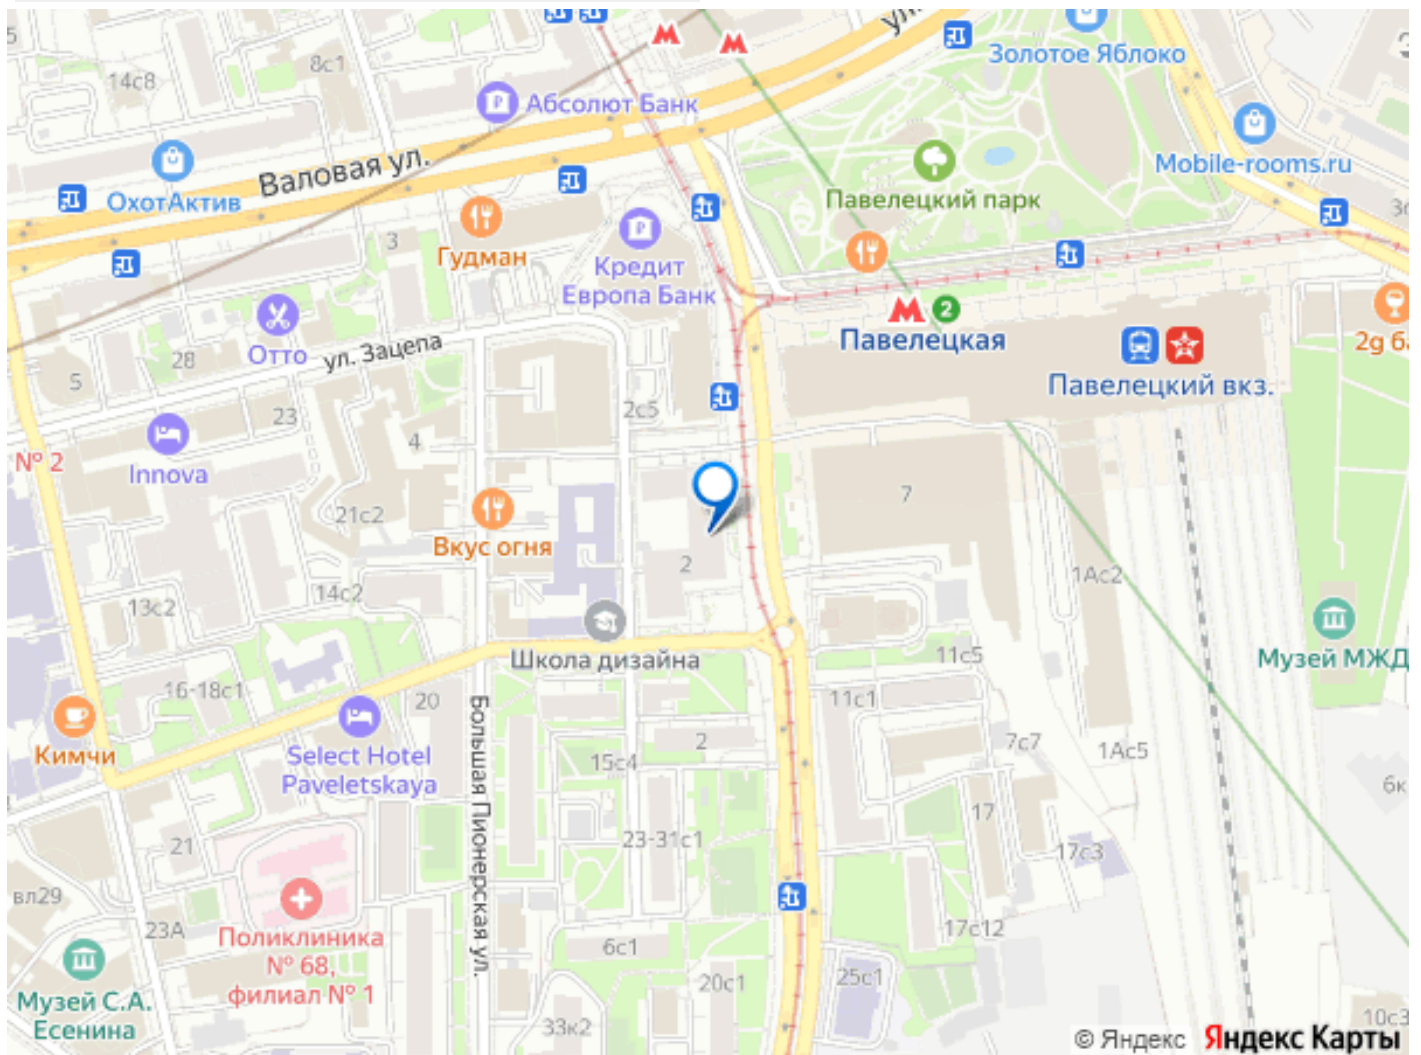 5
14с8
8с1
ул.
Золотое Яблоко
Абсолют Банк
Валовая ул.
ОхотАктив
Mobile-rooms.ru
Павелецкий парк
3
Гудман
Кредит
Европа Банк
2
Павелецкая
Отто
ул. Зацепа
28
5
Павелецкий вкз.
2g ба
2с5
23
4
Innova
№ 2
7
21с2
Вкус огня
2
1Ас2
14с2
13с2
Школа дизайна
11с5
Музей МЖД
16-18с1
20
11с1
Кимчи
Select Hotel
Paveletskaya
Большая Пионерская ул.
2
15с4
7с7
1Ас5
6к
17
21
23-31с1
17с3
вл29
23А
Поликлиника
№ 68,
филиал № 1
6с1
17с12
Музей С.А.
Есенина
20с1
25с1
33к2
10с3
© Яндекс Яндекс Карты